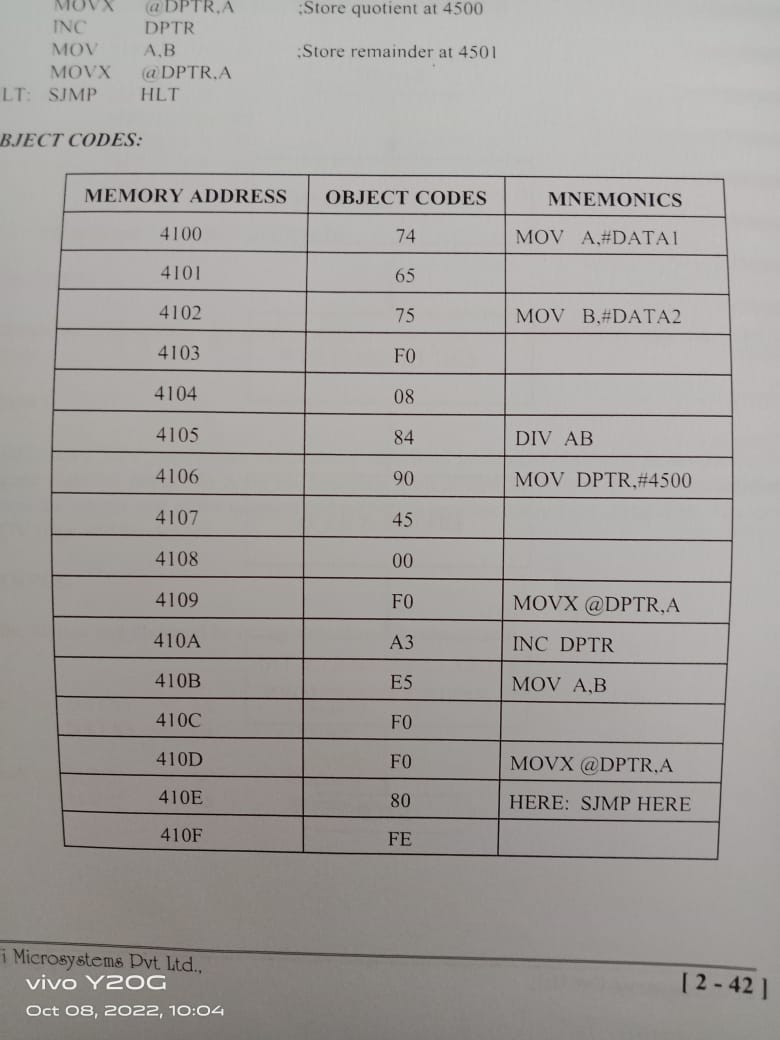 MOVX @DPTR,A ;Store quotient at 4500
INC DPTR
MOV A,B ;Store remainder at 4501
MOVX @DPTR,A
LT: SJMP HLT
BJECT CODES:
MEMORY ADDRESS OBJECT CODES MNEMONICS
4100 74 MOV A,#DATA1
4101 65
4102 75 MOV B,#DATA2
4103 F0
4104 08
4105 84 DIV AB
4106 90 MOV DPTR,#4500
4107 45
4108 00
4109 F0 MOVX @DPTR,A
410A A3 INC DPTR
410B E5 MOV A,B
410C F0
410D F0 MOVX @DPTR,A
410E 80 HERE: SJMP HERE
410F FE
i Microsystems Pvt. Ltd.,
[ 2 - 42 ]
vivo Y20G
Oct 08, 2022, 10:04